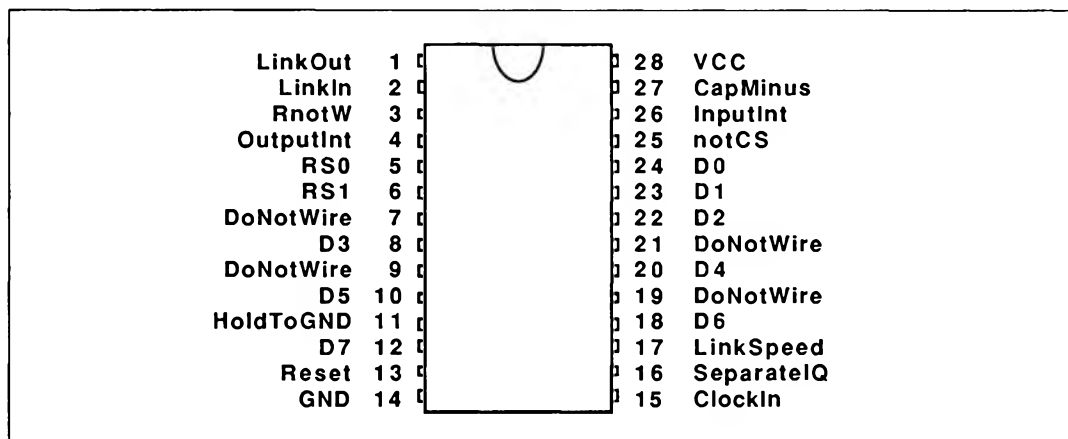 LinkOut 1 28 VCC
LinkIn 2 27 CapMinus
RnotW 3 26 InputInt
OutputInt 4 25 notCS
RS0 5 24 D0
RS1 6 23 D1
DoNotWire 7 22 D2
D3 8 21 DoNotWire
DoNotWire 9 20 D4
D5 10 19 DoNotWire
HoldToGND 11 18 D6
D7 12 17 LinkSpeed
Reset 13 16 SeparateIQ
GND 14 15 ClockIn